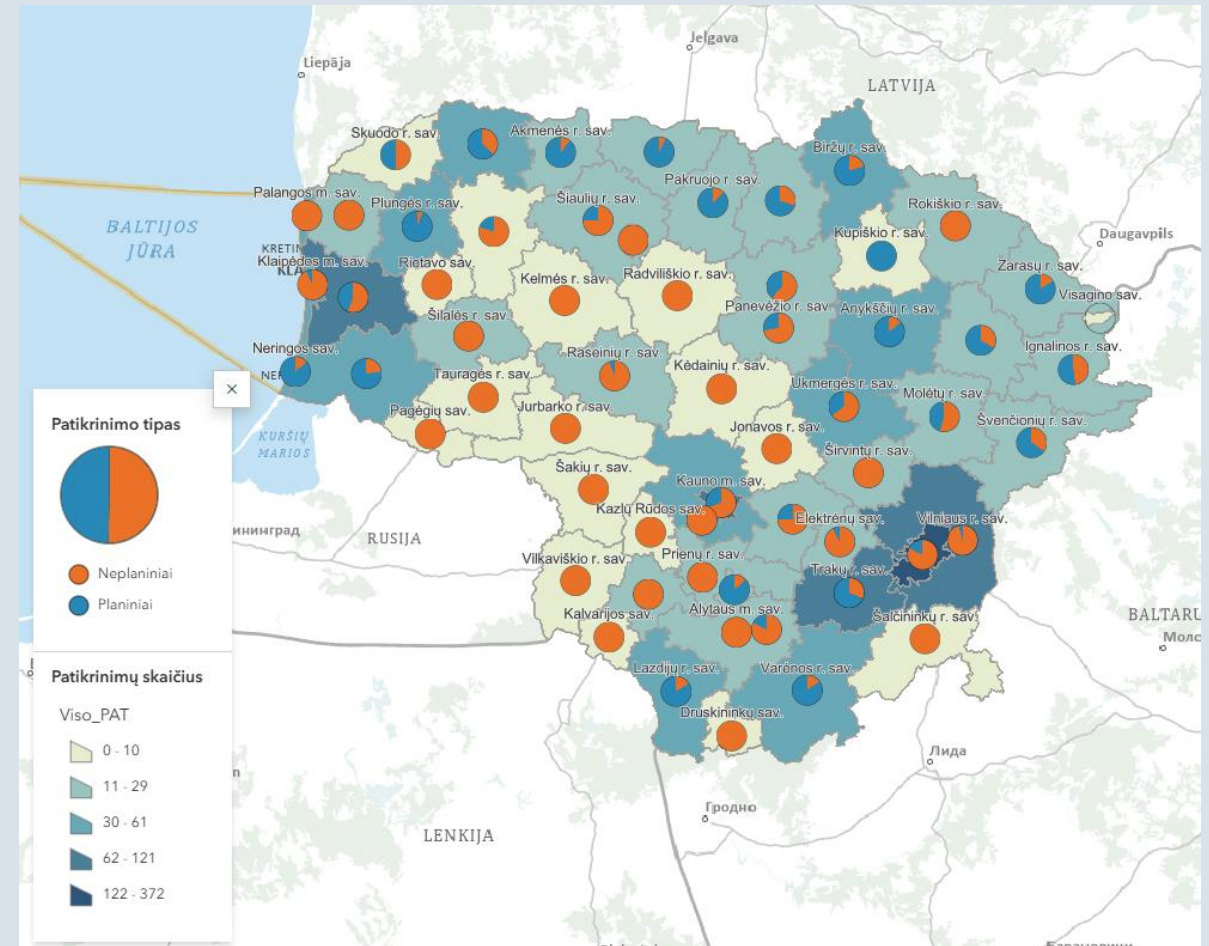 Jelgava
Liepāja
LATVIJA
Skuodo r. sav.
Akmenės r. sav.
Biržų r. sav.
Pakruojo r. sav.
Palangos m. sav.
Plungės r. sav.
Šiaulių r. sav.
Rokiškio r. sav.
BALTIJOS
JŪRA
Kupiškio r. sav.
Daugavpils
KRETIN
Klaipėdos m. sav.
KLA
Rietavo sav.
Kelmės r. sav.
Radviliškio r. sav.
Zarasų r. sav.
Visagino sav.
Panevėžio r. sav.
Anykščių r. sav.
Šilalės r. sav.
Neringos sav.
NER
Raseinių r. sav.
Ignalinos r. sav.
Tauragės r. sav.
Kėdainių r. sav.
Ukmergės r. sav.
Molėtų r. sav.
Pagėgių sav.
Jurbarko r. sav.
Jonavos r. sav.
Švenčionių r. sav.
KURŠIŲ
MARIOS
Širvintų r. sav.
Šakių r. sav.
Kauno m. sav.
Kazlų Rūdos sav.
Elektrėnų sav.
Vilniaus r. sav.
ининград
RUSIJA
Vilkaviškio r. sav.
Prienų r. sav.
Trakų r. sav.
Kalvarijos sav.
Alytaus m. sav.
Šalčininkų r. sav.
BALTARU
Моло
Lazdijų r. sav.
Varėnos r. sav.
Druskininkų sav.
Лида
Гродно
LENKIJA
Patikrinimo tipas
Neplaniniai
Planiniai
Patikrinimų skaičius
Viso_PAT
0 - 10
11 - 29
30 - 61
62 - 121
122 - 372